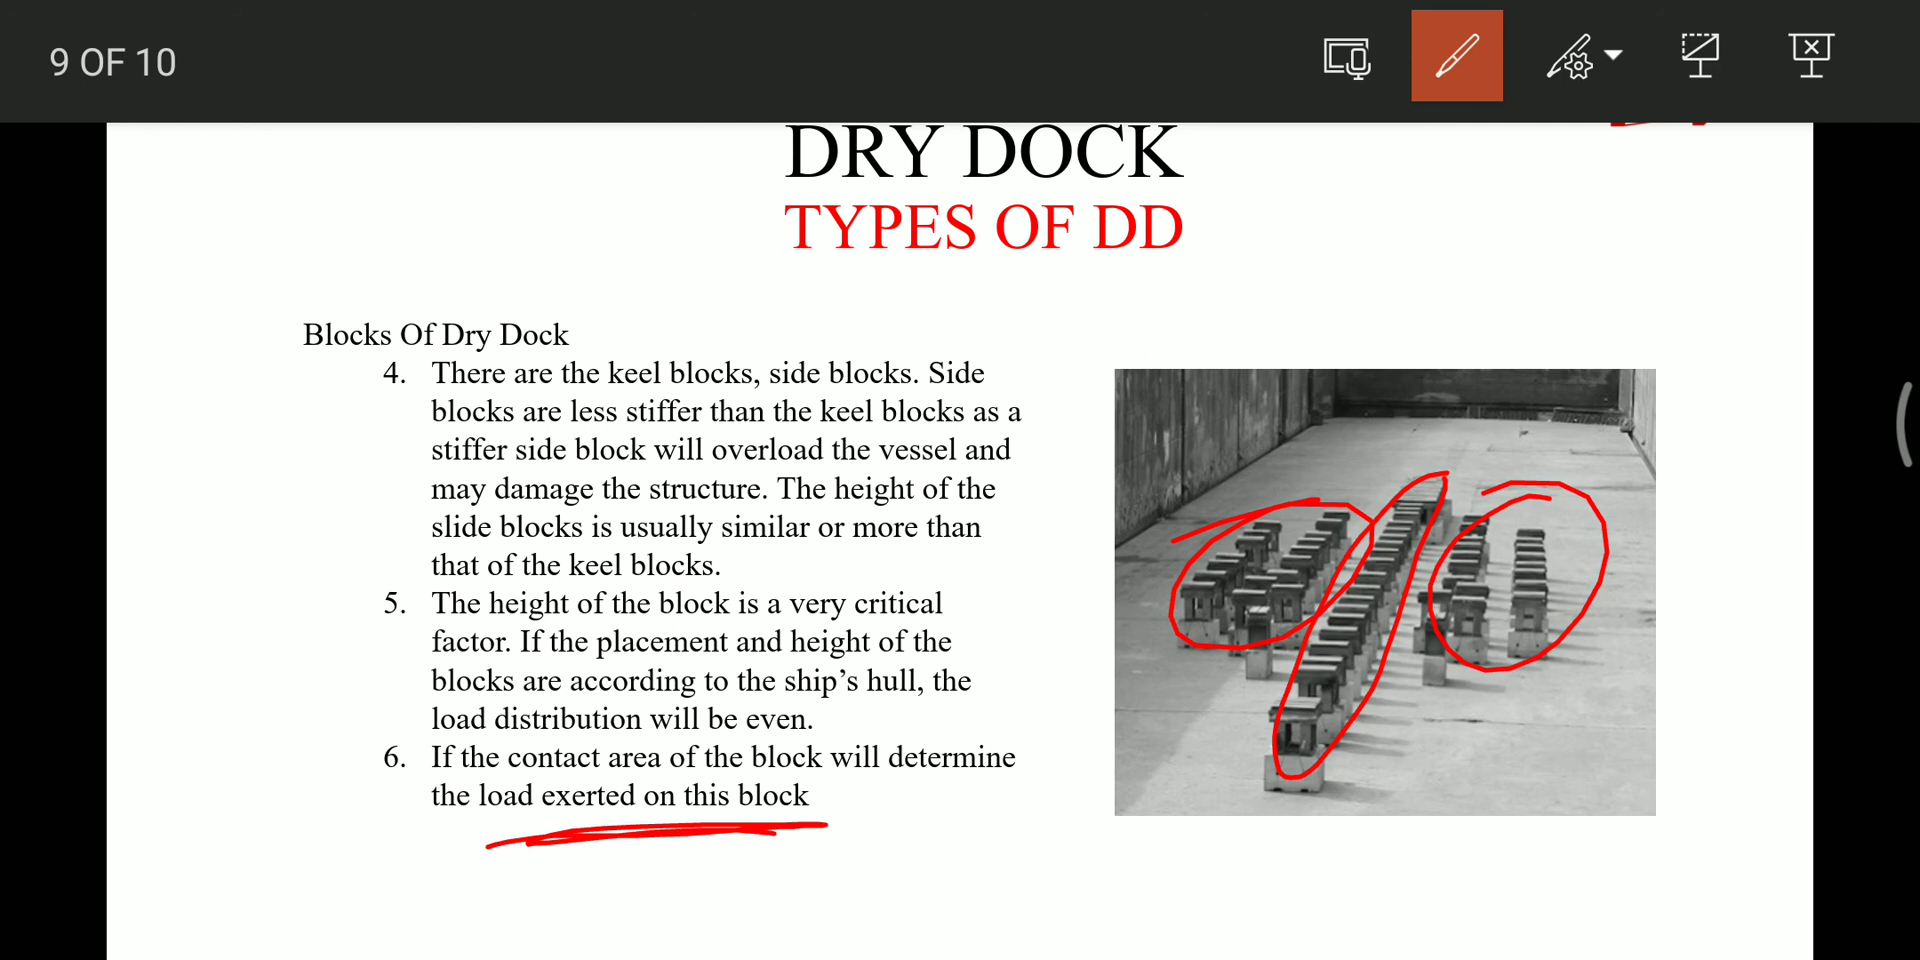 9 OF 10
DRY DOCK
TYPES OF DD
Blocks Of Dry Dock
4. There are the keel blocks, side blocks. Side
blocks are less stiffer than the keel blocks as a
stiffer side block will overload the vessel and
may damage the structure. The height of the
slide blocks is usually similar or more than
that of the keel blocks.
5. The height of the block is a very critical
factor. If the placement and height of the
blocks are according to the ship’s hull, the
load distribution will be even.
6. If the contact area of the block will determine
the load exerted on this block